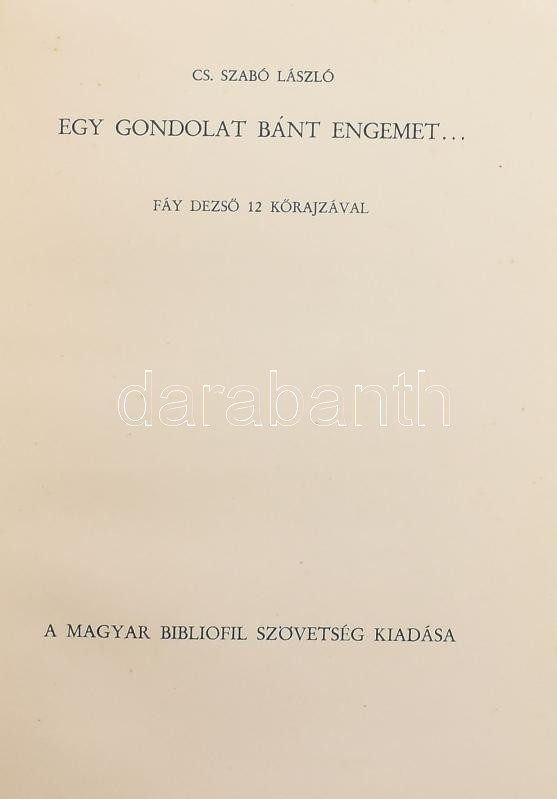 CS. SZABÓ LÁSZLÓ
EGY GONDOLAT BÁNT ENGEMET...
FÁY DEZSŐ 12 KŐRAJZÁVAL
darabanth
A MAGYAR BIBLIOFIL SZÖVETSÉG KIADÁSA